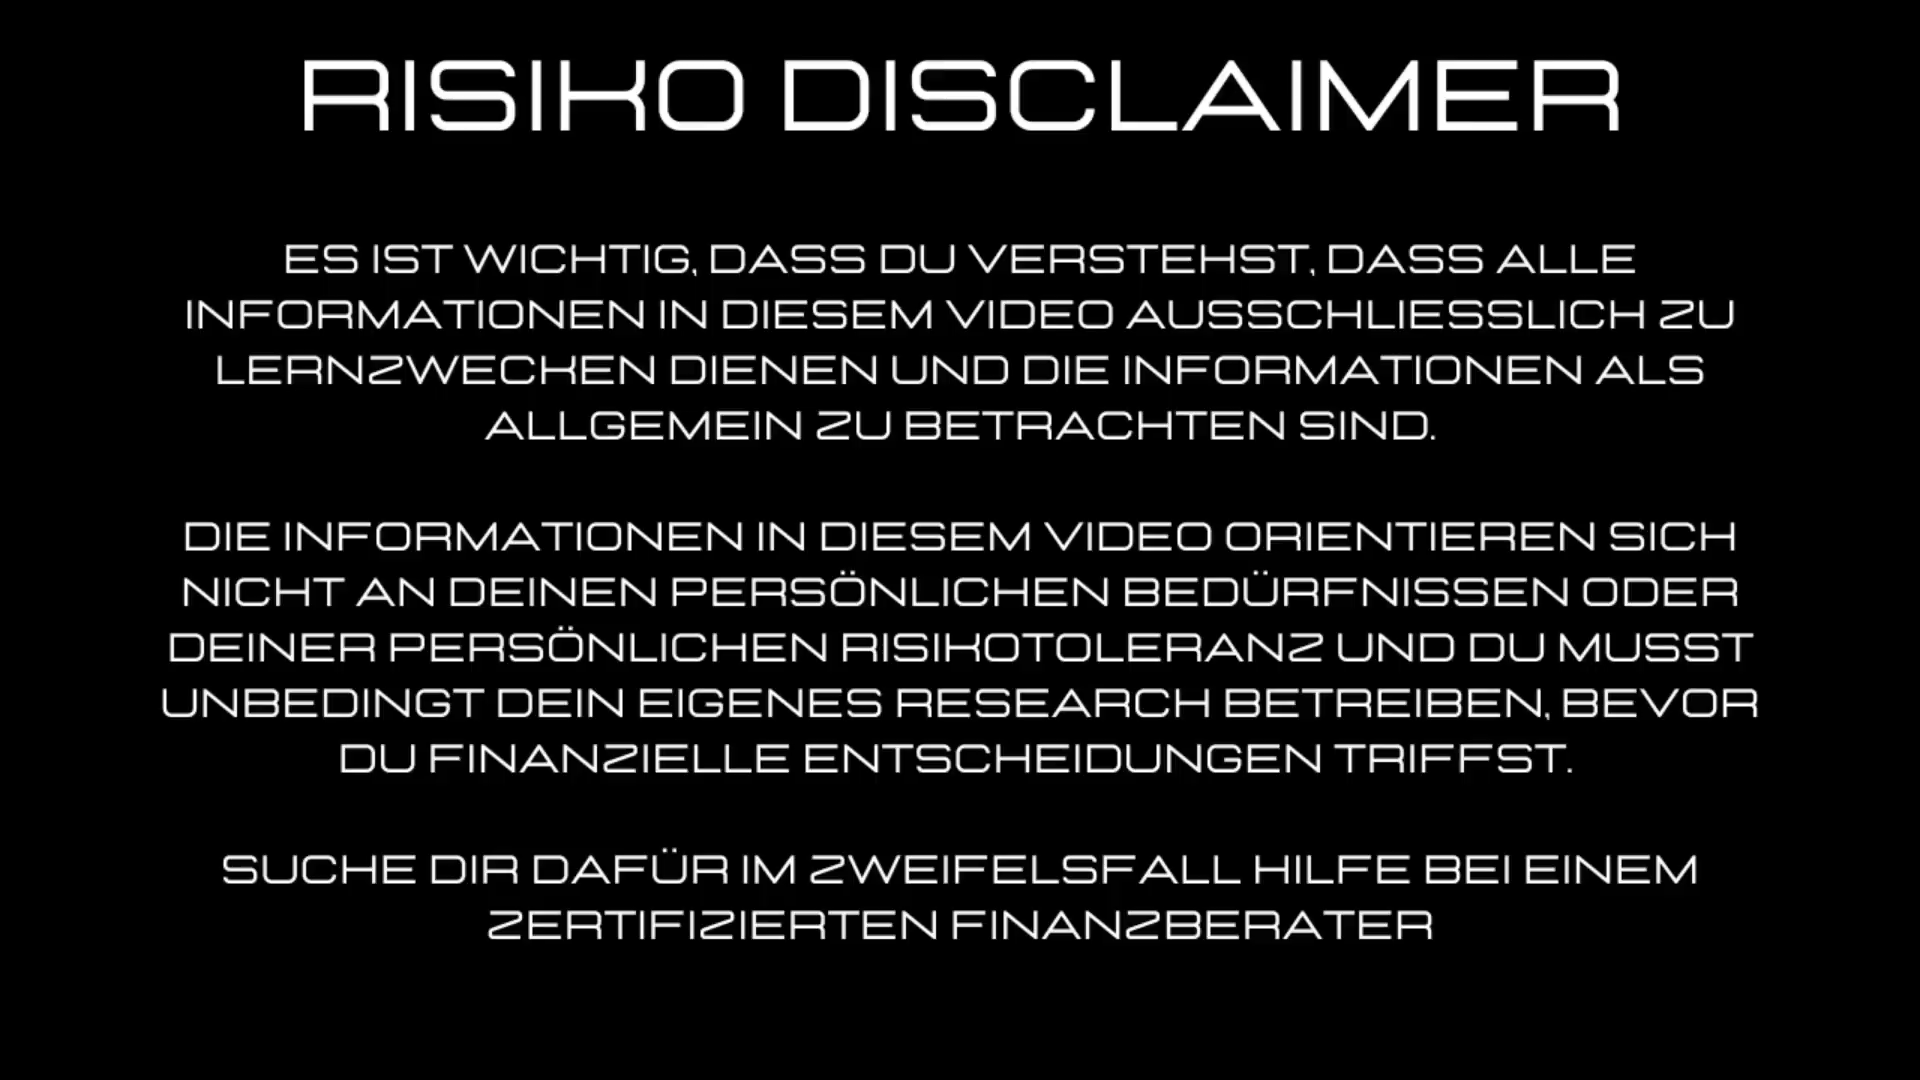 RISIKO DISCLAIMER
ES IST WICHTIG, DASS DU VERSTEHST, DASS ALLE
INFORMATIONEN IN DIESEM VIDEO AUSSCHLIESSLICH ZU
LERNZWECKEN DIENEN UND DIE INFORMATIONEN ALS
ALLGEMEIN ZU BETRACHTEN SIND.
DIE INFORMATIONEN IN DIESEM VIDEO ORIENTIEREN SICH
NICHT AN DEINEN PERSÖNLICHEN BEDÜRFNISSEN ODER
DEINER PERSÖNLICHEN RISIKOTOLERANZ UND DU MUSST
UNBEDINGT DEIN EIGENES RESEARCH BETREIBEN, BEVOR
DU FINANZIELLE ENTSCHEIDUNGEN TRIFFST.
SUCHE DIR DAFÜR IM ZWEIFELSFALL HILFE BEI EINEM
ZERTIFIZIERTEN FINANZBERATER